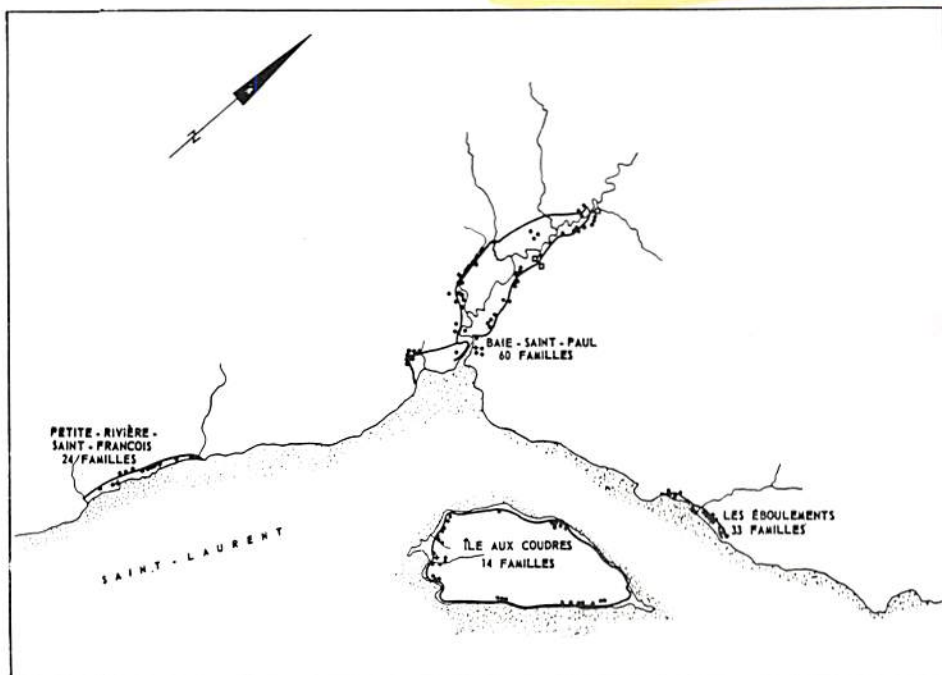 N
BAIE - SAINT - PAUL
60 FAMILLES
PETITE - RIVIÈRE -
SAINT - FRANCOIS
24 FAMILLES
LES ÉBOULEMENTS
33 FAMILLES
SAINT - LAURENT
ÎLE AUX COUDRES
14 FAMILLES